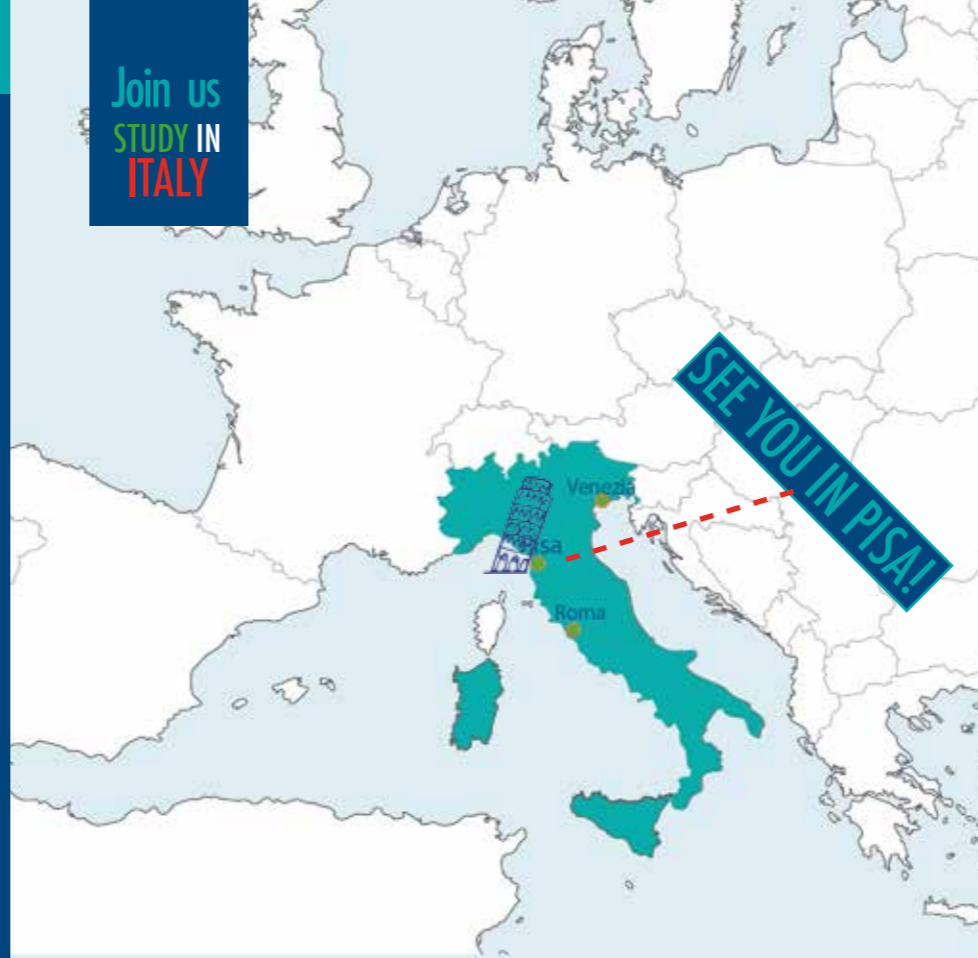 Join us
STUDY IN
ITALY
SEE YOU IN PISA!
Venezia
Pisa
Roma